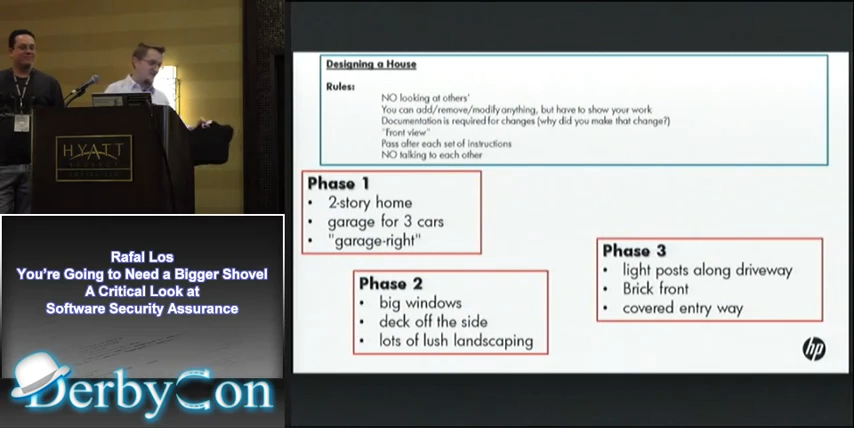 Designing a House
Rules:
NO looking at others'
You can add/remove/modify anything, but have to show your work
Documentation is required for changes (why did you make that change?)
"Front view"
Pass after each set of instructions
NO talking to each other
Phase 1
• 2-story home
• garage for 3 cars
• "garage-right"
Phase 2
• big windows
• deck off the side
• lots of lush landscaping
Phase 3
• light posts along driveway
• Brick front
• covered entry way
hp
HYATT
Rafal Los
You're Going to Need a Bigger Shovel
A Critical Look at
Software Security Assurance
DerbyCon